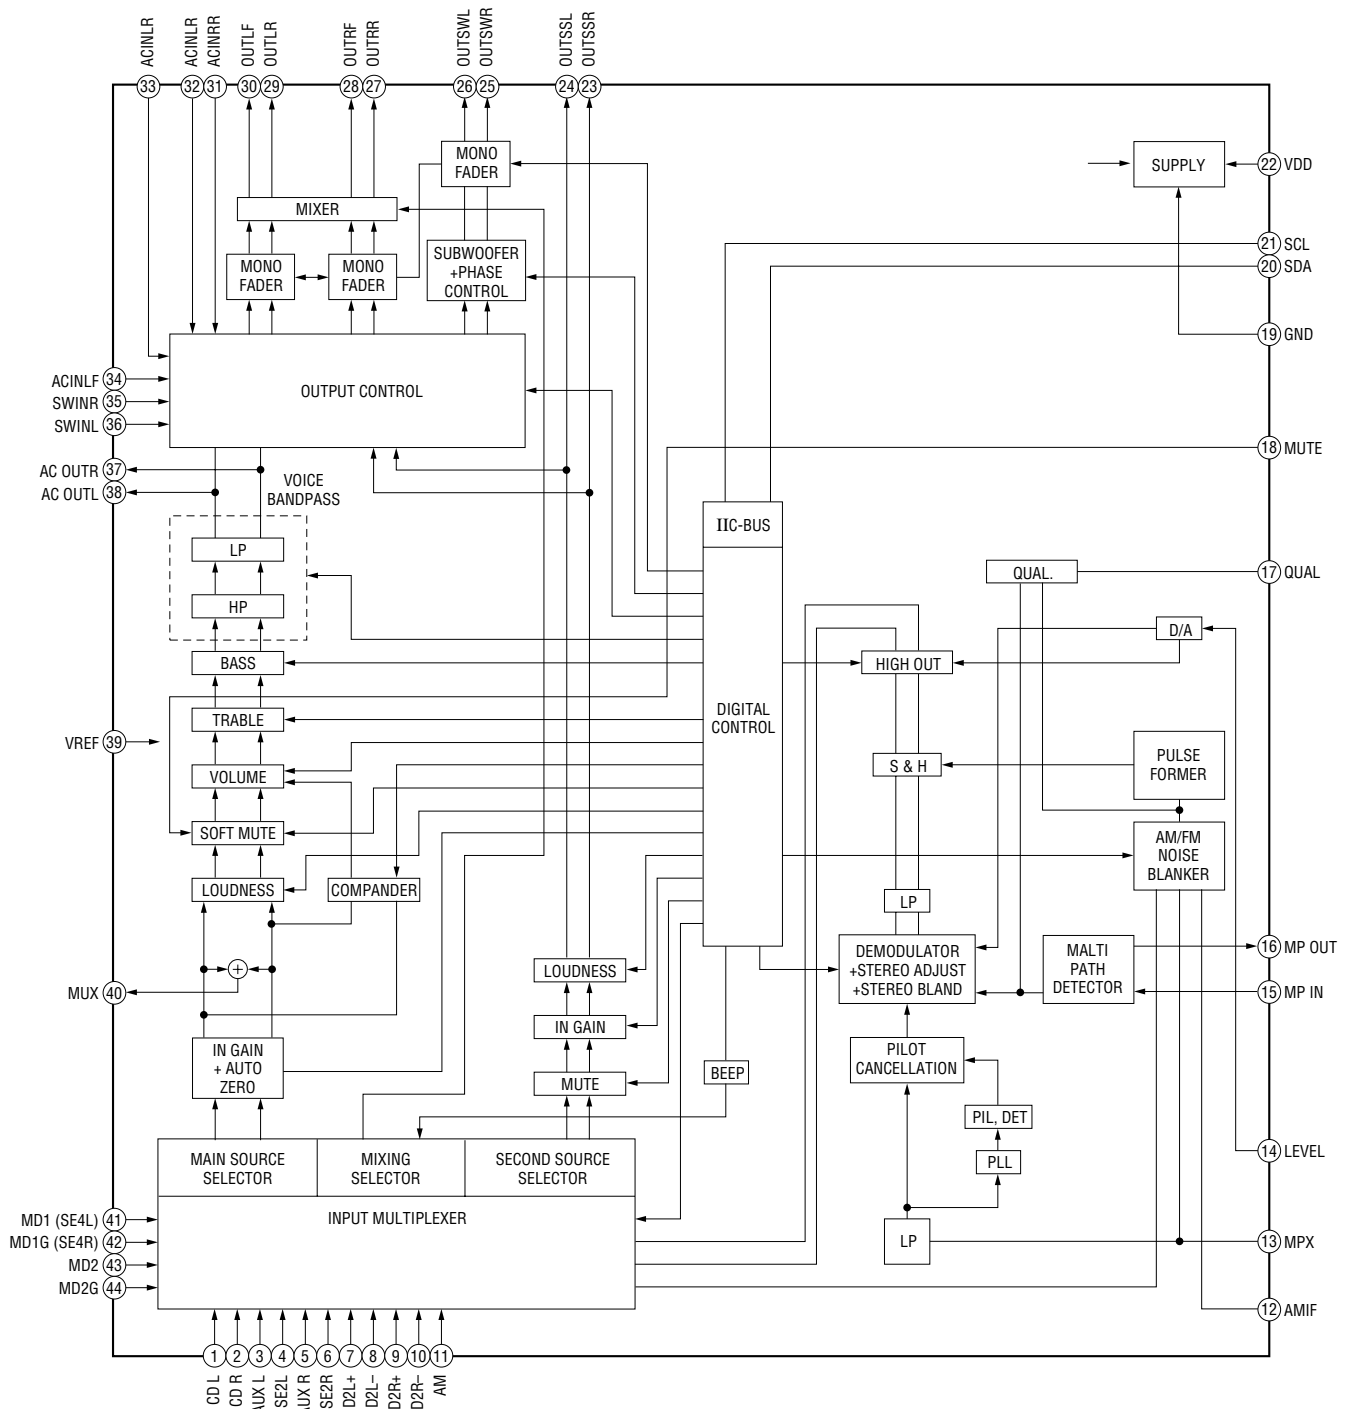 ACINLR
ACINLR
ACINRR
OUTLF
OUTLR
OUTRF
OUTRR
OUTSWL
OUTSWR
OUTSSL
OUTSSR
33
32
31
30
29
28
27
26
25
24
23
MONO
FADER
SUPPLY
22 VDD
MIXER
21 SCL
20 SDA
MONO
FADER
MONO
FADER
SUBWOOFER
+PHASE
CONTROL
19 GND
OUTPUT CONTROL
ACINLF 34
SWINR 35
SWINL 36
18 MUTE
AC OUTR 37
AC OUTL 38
VOICE
BANDPASS
IIC-BUS
LP
HP
QUAL.
17 QUAL
D/A
BASS
HIGH OUT
TRABLE
DIGITAL
CONTROL
VREF 39
VOLUME
S & H
PULSE
FORMER
SOFT MUTE
AM/FM
NOISE
BLANKER
LOUDNESS
COMPANDER
LP
DEMODULATOR
+STEREO ADJUST
+STEREO BLAND
MALTI
PATH
DETECTOR
16 MP OUT
15 MP IN
+
MUX 40
LOUDNESS
IN GAIN
+ AUTO
ZERO
IN GAIN
PILOT
CANCELLATION
BEEP
MUTE
PIL, DET
PLL
14 LEVEL
MAIN SOURCE
SELECTOR
MIXING
SELECTOR
SECOND SOURCE
SELECTOR
INPUT MULTIPLEXER
MD1 (SE4L) 41
MD1G (SE4R) 42
MD2 43
MD2G 44
LP
13 MPX
12 AMIF
1
2
3
4
5
6
7
8
9
10
11
CD L
CD R
AUX L
SE2L
AUX R
SE2R
D2L+
D2L−
D2R+
D2R−
AM